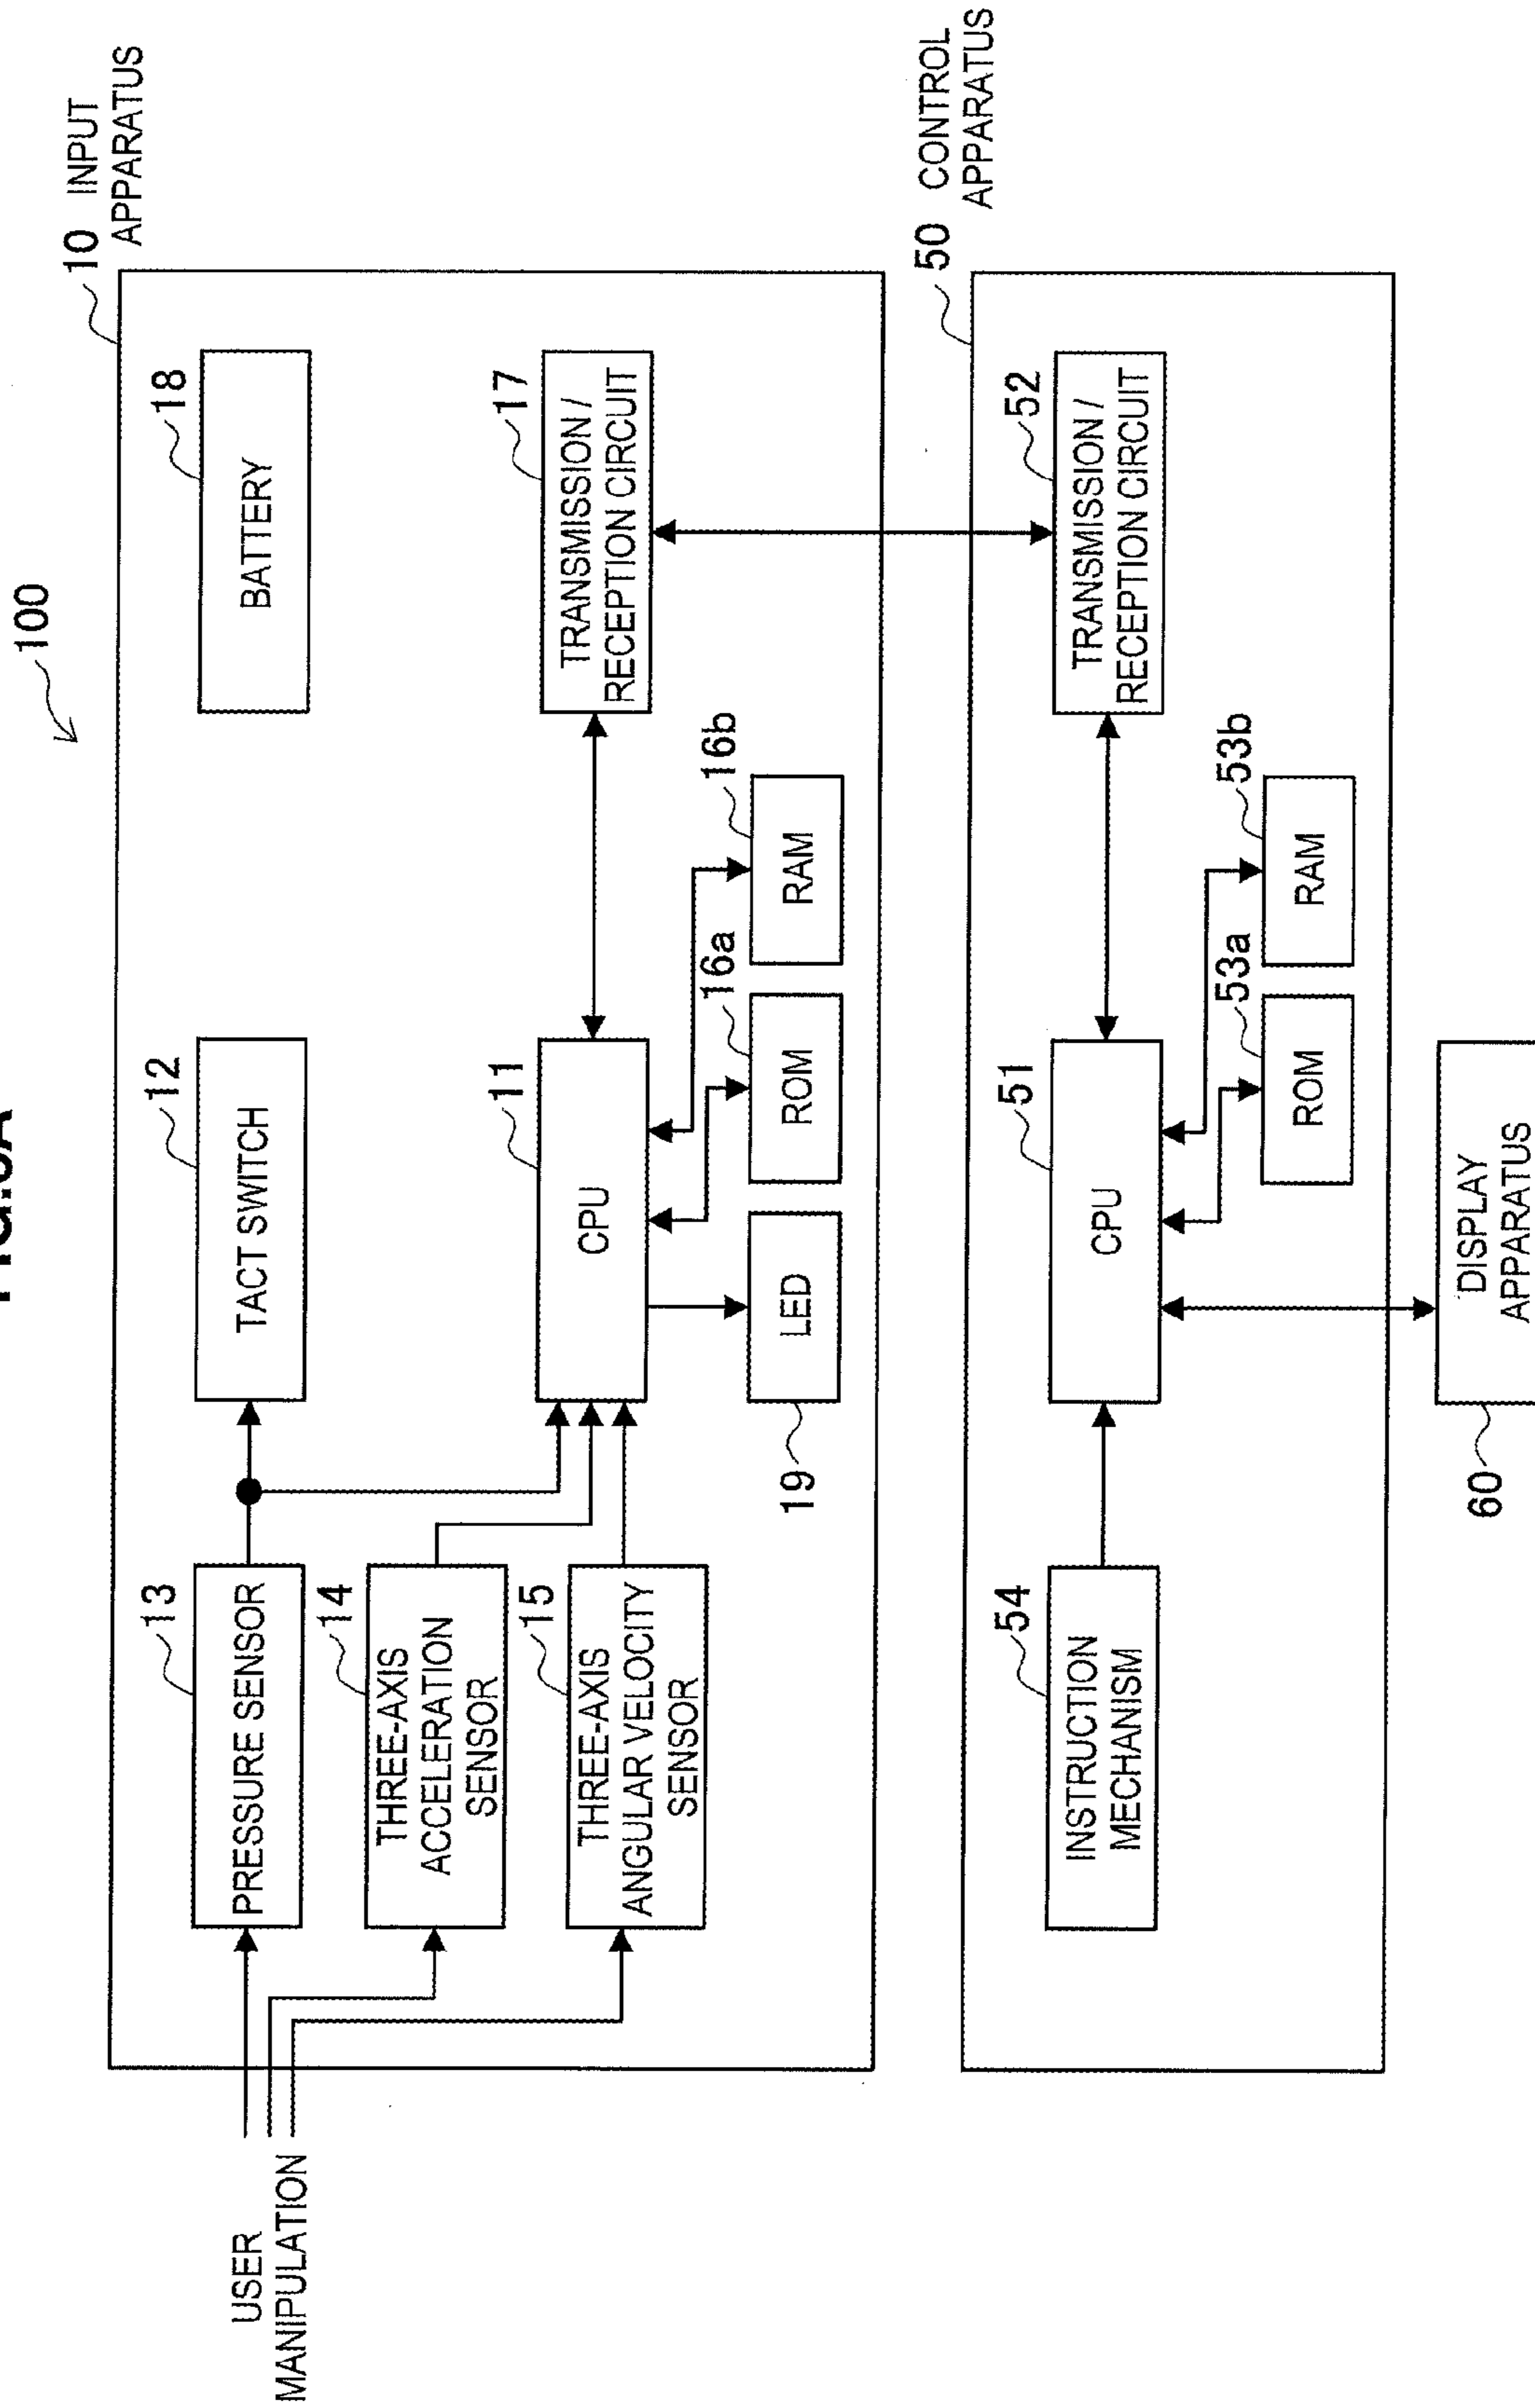 100
10 INPUT
APPARATUS
18
BATTERY
12
TACT SWITCH
13
PRESSURE SENSOR
USER
MANIPULATION
14
THREE-AXIS
ACCELERATION
SENSOR
15
THREE-AXIS
ANGULAR VELOCITY
SENSOR
11
CPU
17
TRANSMISSION /
RECEPTION CIRCUIT
19
LED
16a
ROM
16b
RAM
50 CONTROL
APPARATUS
54
INSTRUCTION
MECHANISM
51
CPU
52
TRANSMISSION /
RECEPTION CIRCUIT
53a
ROM
53b
RAM
60
DISPLAY
APPARATUS